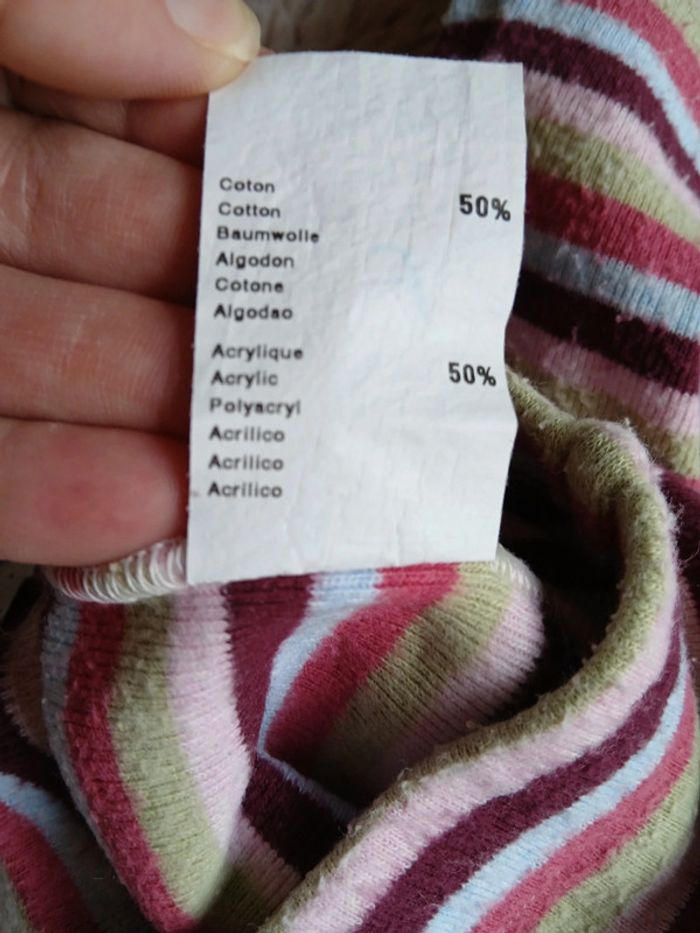 Coton
Cotton 50%
Baumwolle
Algodon
Cotone
Algodao
Acrylique
Acrylic 50%
Polyacryl
Acrilico
Acrilico
Acrilico